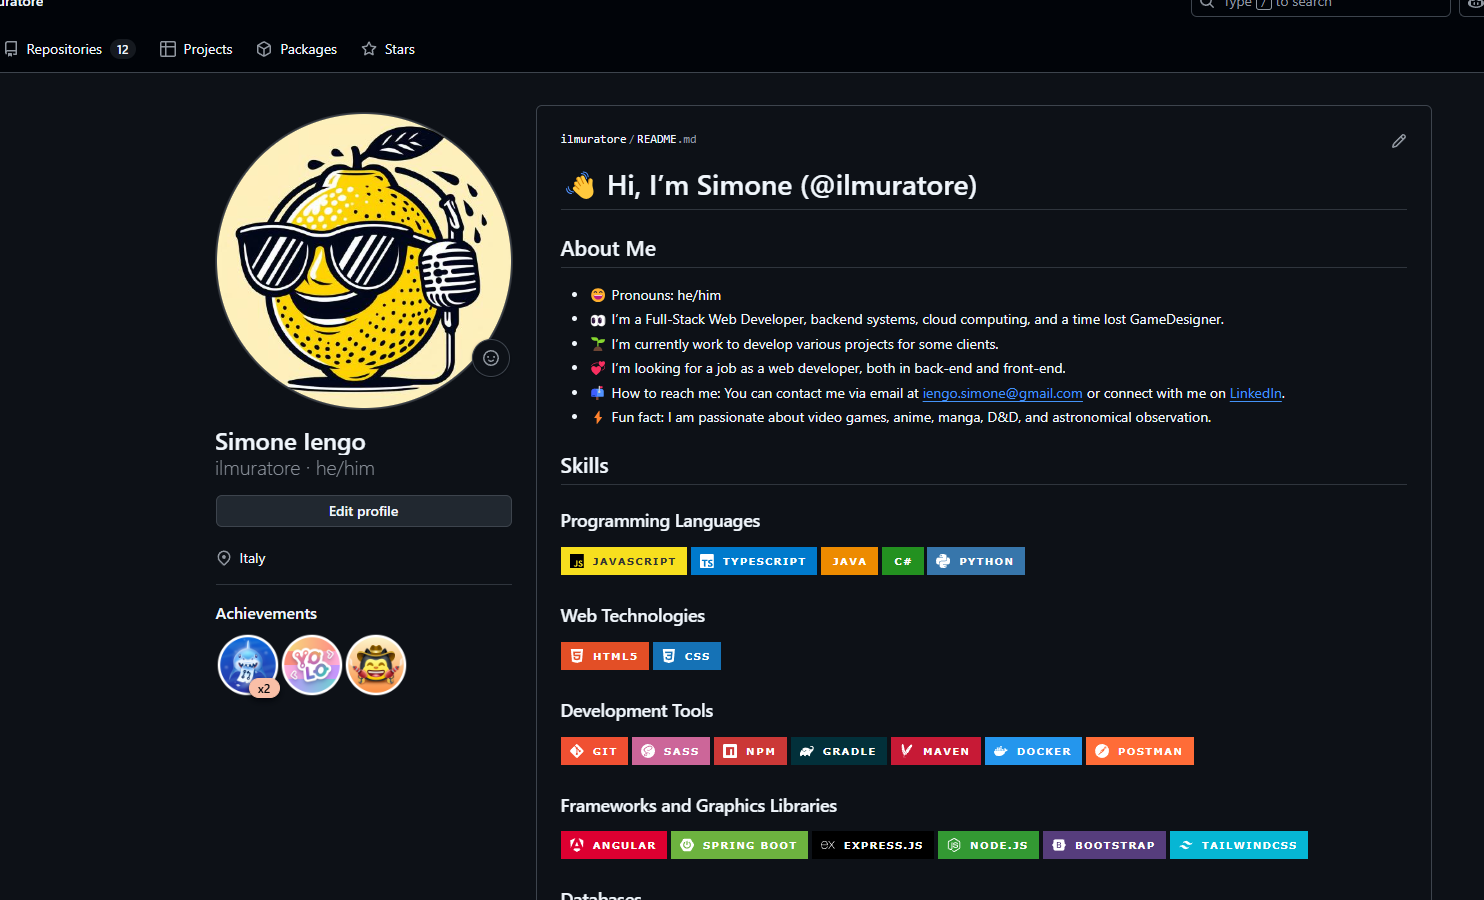 Type / to search
Repositories 12
Projects
Packages
Stars
ilmuratore/README.md
👋 Hi, I’m Simone (@ilmuratore)
About Me
😄 Pronouns: he/him
👀 I’m a Full-Stack Web Developer, backend systems, cloud computing, and a time lost GameDesigner.
🌱 I’m currently work to develop various projects for some clients.
💞️ I’m looking for a job as a web developer, both in back-end and front-end.
📫 How to reach me: You can contact me via email at iengo.simone@gmail.com or connect with me on LinkedIn.
⚡ Fun fact: I am passionate about video games, anime, manga, D&D, and astronomical observation.
Simone Iengo
ilmuratore · he/him
Edit profile
Italy
Achievements
x2
YOLO
Skills
Programming Languages
JS JAVASCRIPT TS TYPESCRIPT JAVA C# PYTHON
Web Technologies
HTML5 CSS
Development Tools
GIT SASS NPM GRADLE MAVEN DOCKER POSTMAN
Frameworks and Graphics Libraries
ANGULAR SPRING BOOT EX EXPRESS.JS NODE.JS B BOOTSTRAP TAILWINDCSS
Databases